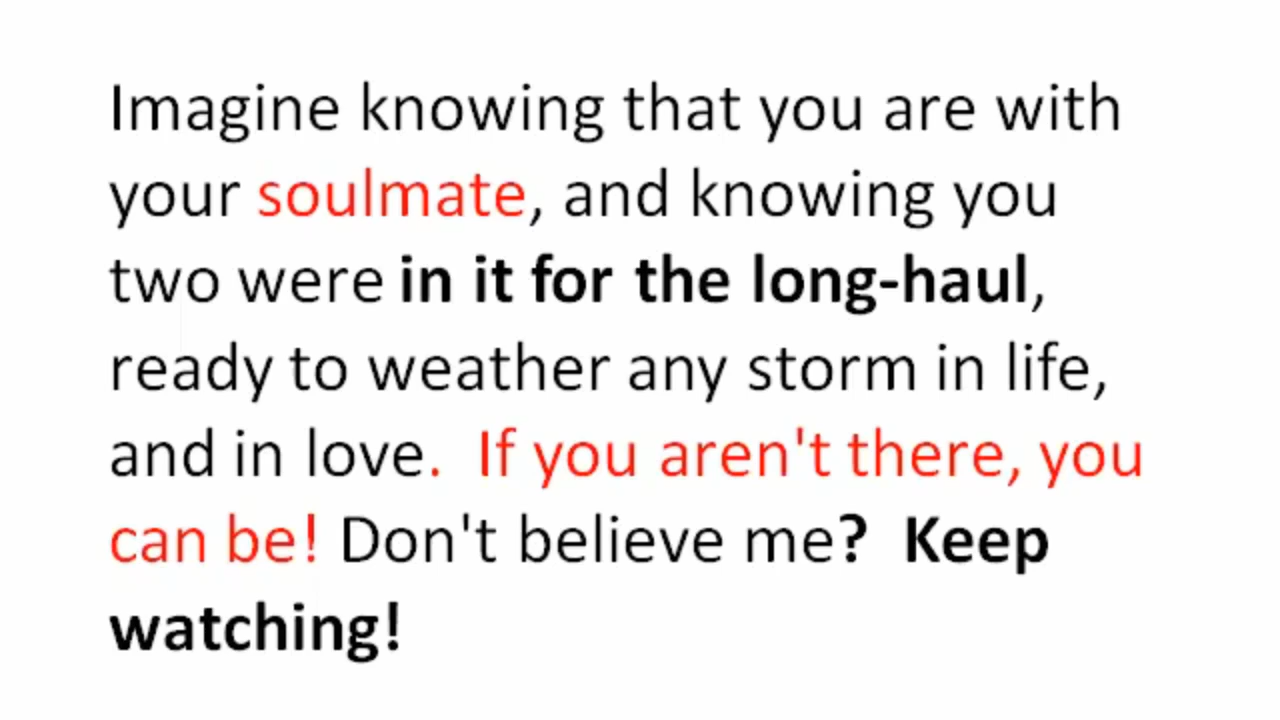 Imagine knowing that you are with
your soulmate, and knowing you
two were in it for the long-haul,
ready to weather any storm in life,
and in love.  If you aren't there, you
can be! Don't believe me?  Keep
watching!